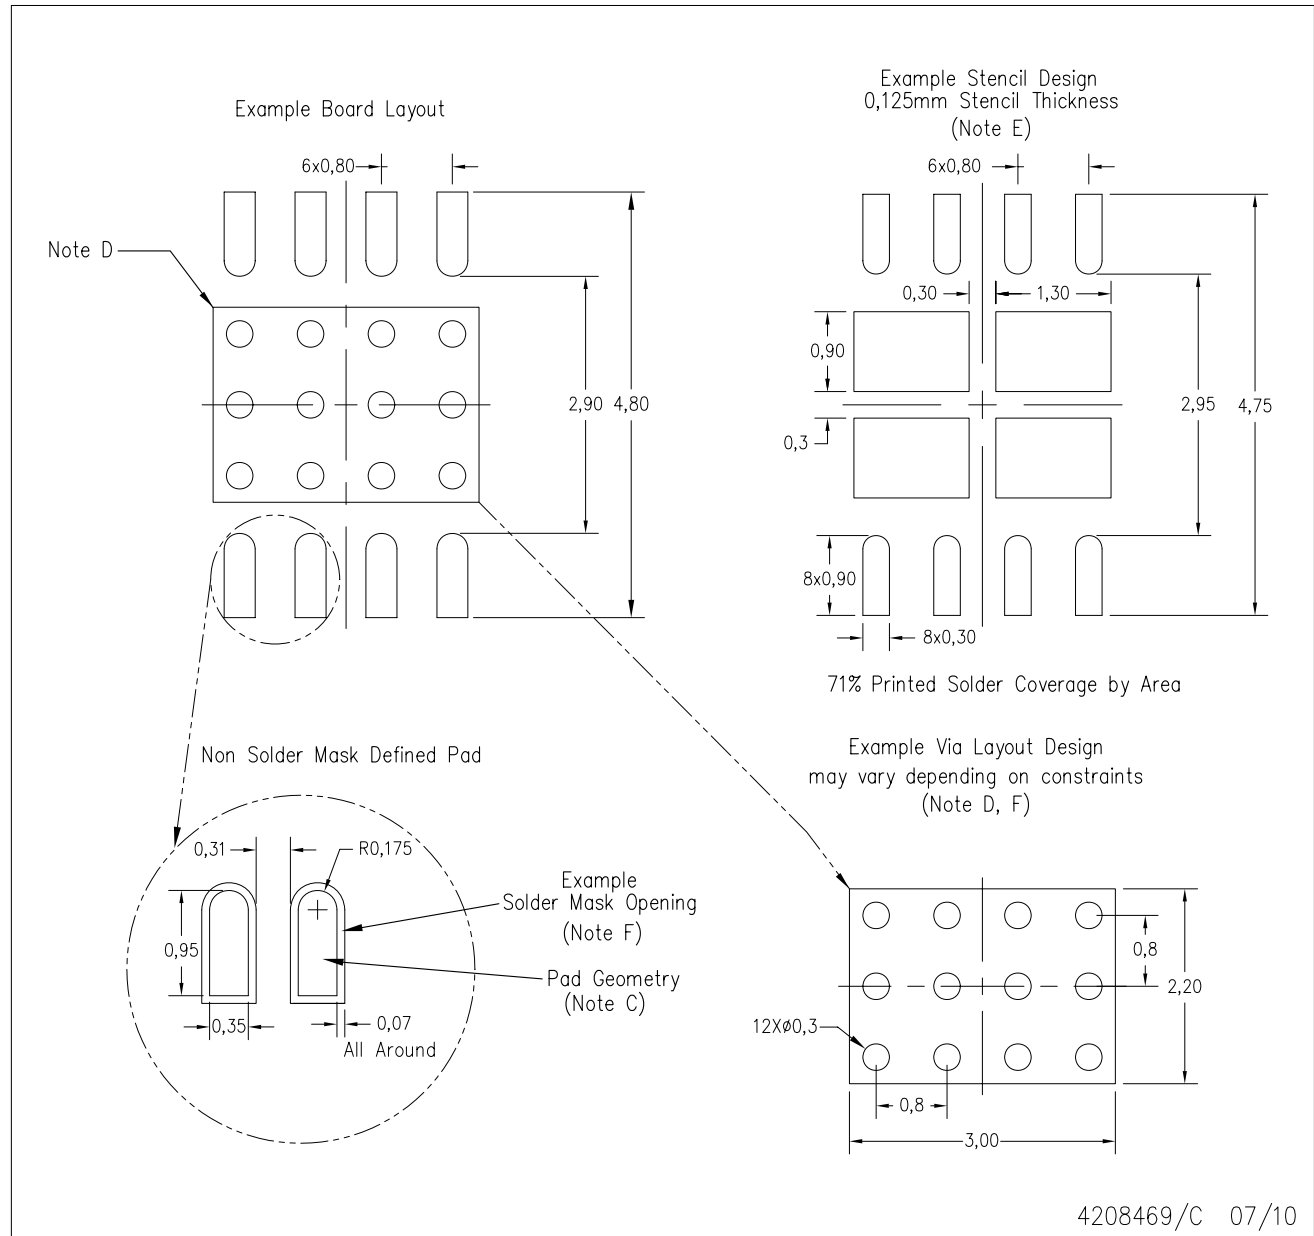 Example Board Layout
6x0,80
Note D
2,90
4,80
Example Stencil Design
0,125mm Stencil Thickness
(Note E)
6x0,80
0,30
1,30
0,90
0,3
2,95
4,75
8x0,90
8x0,30
71% Printed Solder Coverage by Area
Non Solder Mask Defined Pad
0,31
R0,175
Example
Solder Mask Opening
(Note F)
0,95
Pad Geometry
(Note C)
0,35
0,07
All Around
Example Via Layout Design
may vary depending on constraints
(Note D, F)
0,8
2,20
12Xø0,3
0,8
3,00
4208469/C 07/10